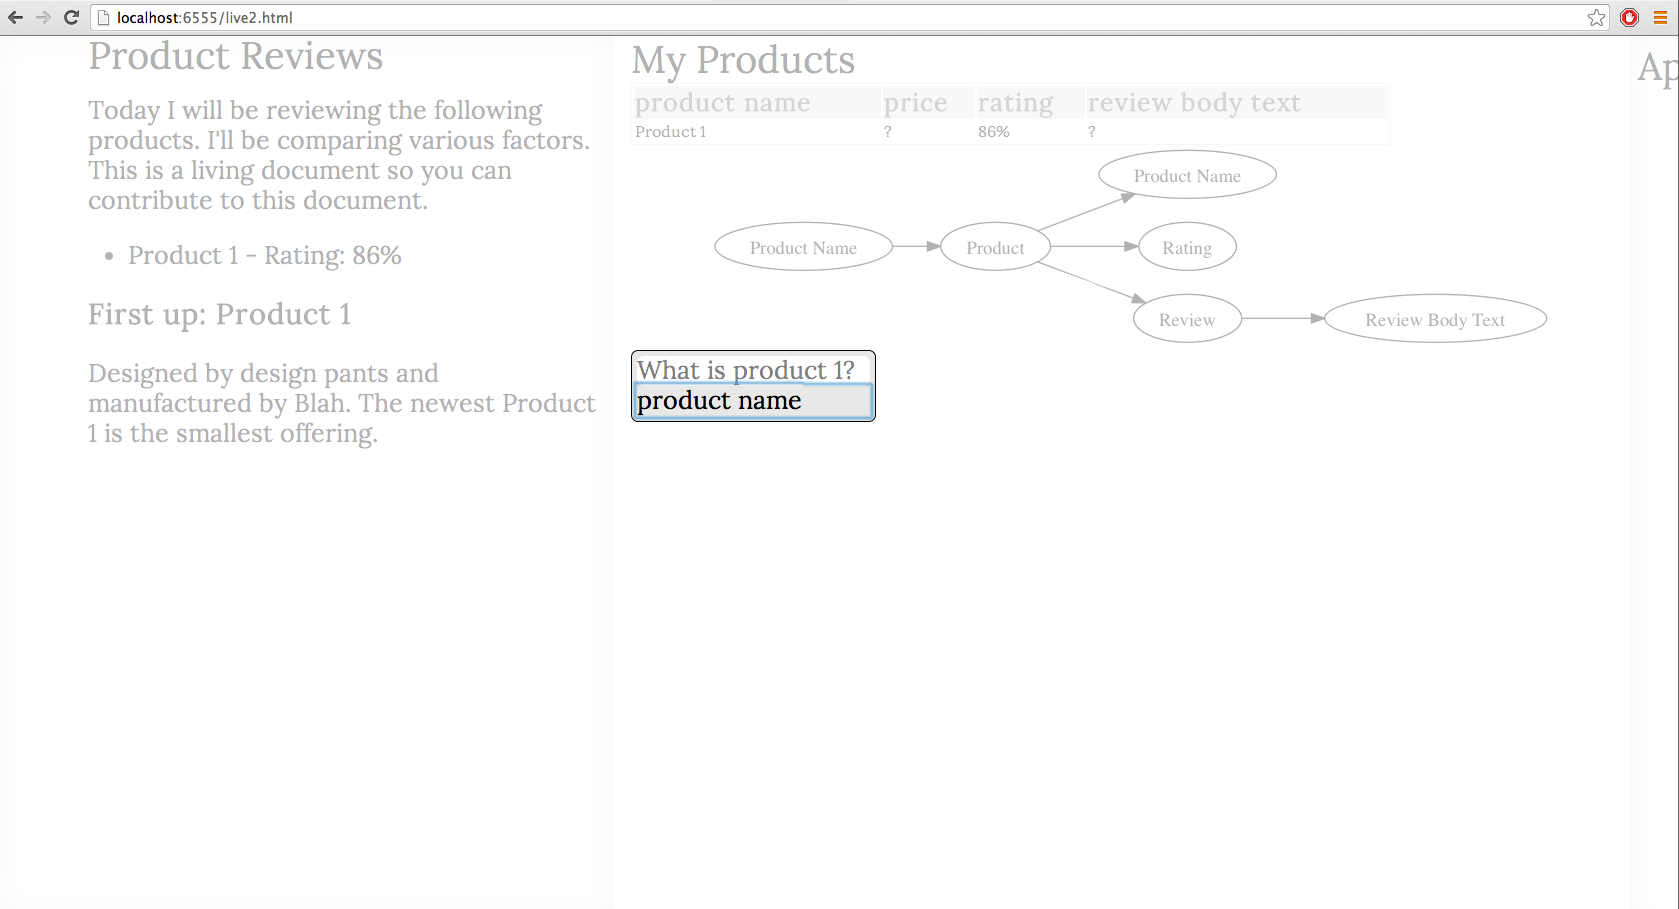 localhost:6555/live2.html
Product Reviews
Today I will be reviewing the following
products. I'll be comparing various factors.
This is a living document so you can
contribute to this document.
• Product 1 - Rating: 86%
First up: Product 1
Designed by design pants and
manufactured by Blah. The newest Product
1 is the smallest offering.
My Products
product name price rating review body text
Product 1 ? 86% ?
Product Name
Product Name Product Rating
Review Review Body Text
What is product 1?
product name
Ap